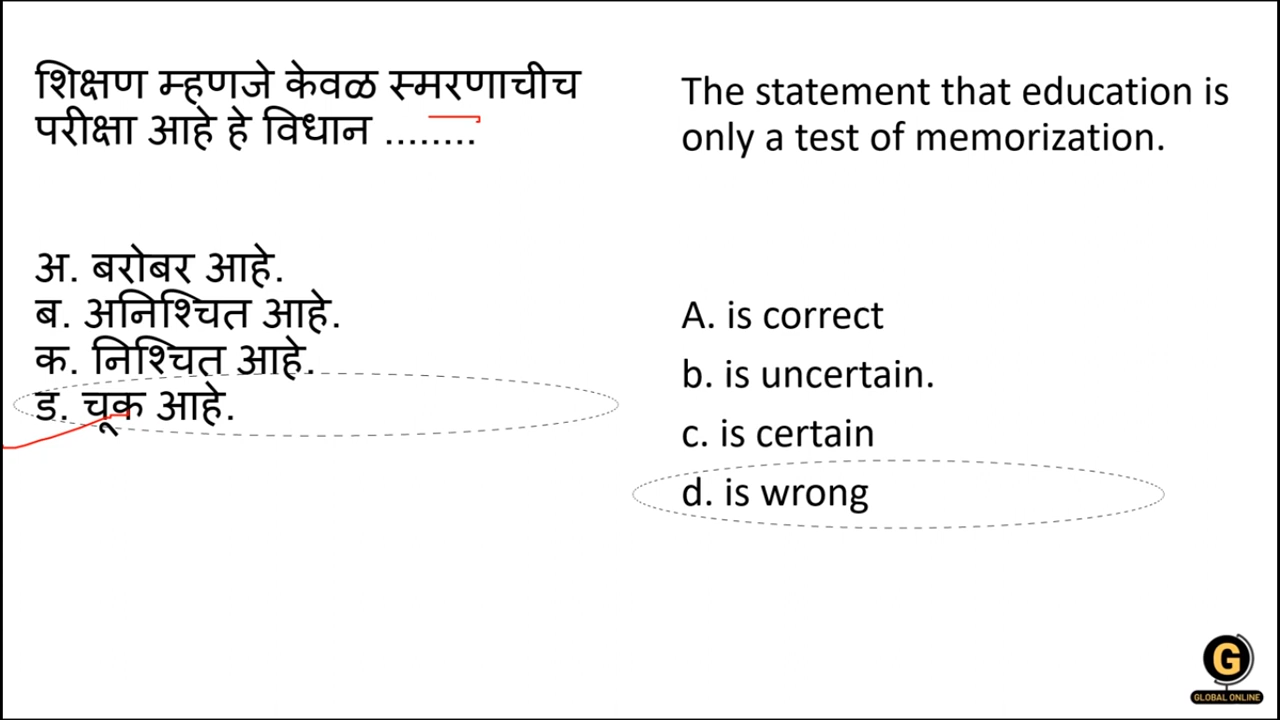 शिक्षण म्हणजे केवळ स्मरणाचीच
परीक्षा आहे हे विधान ........
अ. बरोबर आहे.
ब. अनिश्चित आहे.
क. निश्चित आहे.
ड. चूक आहे.
The statement that education is
only a test of memorization.
A. is correct
b. is uncertain.
c. is certain
d. is wrong
G
GLOBAL ONLINE